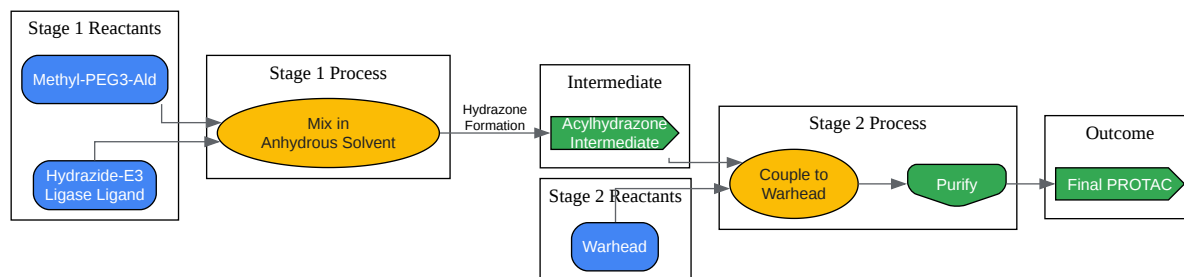 Stage 1 Reactants
Methyl-PEG3-Ald
Hydrazide-E3
Ligase Ligand
Stage 1 Process
Mix in
Anhydrous Solvent
Hydrazone
Formation
Intermediate
Acylhydrazone
Intermediate
Stage 2 Reactants
Warhead
Stage 2 Process
Couple to
Warhead
Purify
Outcome
Final PROTAC